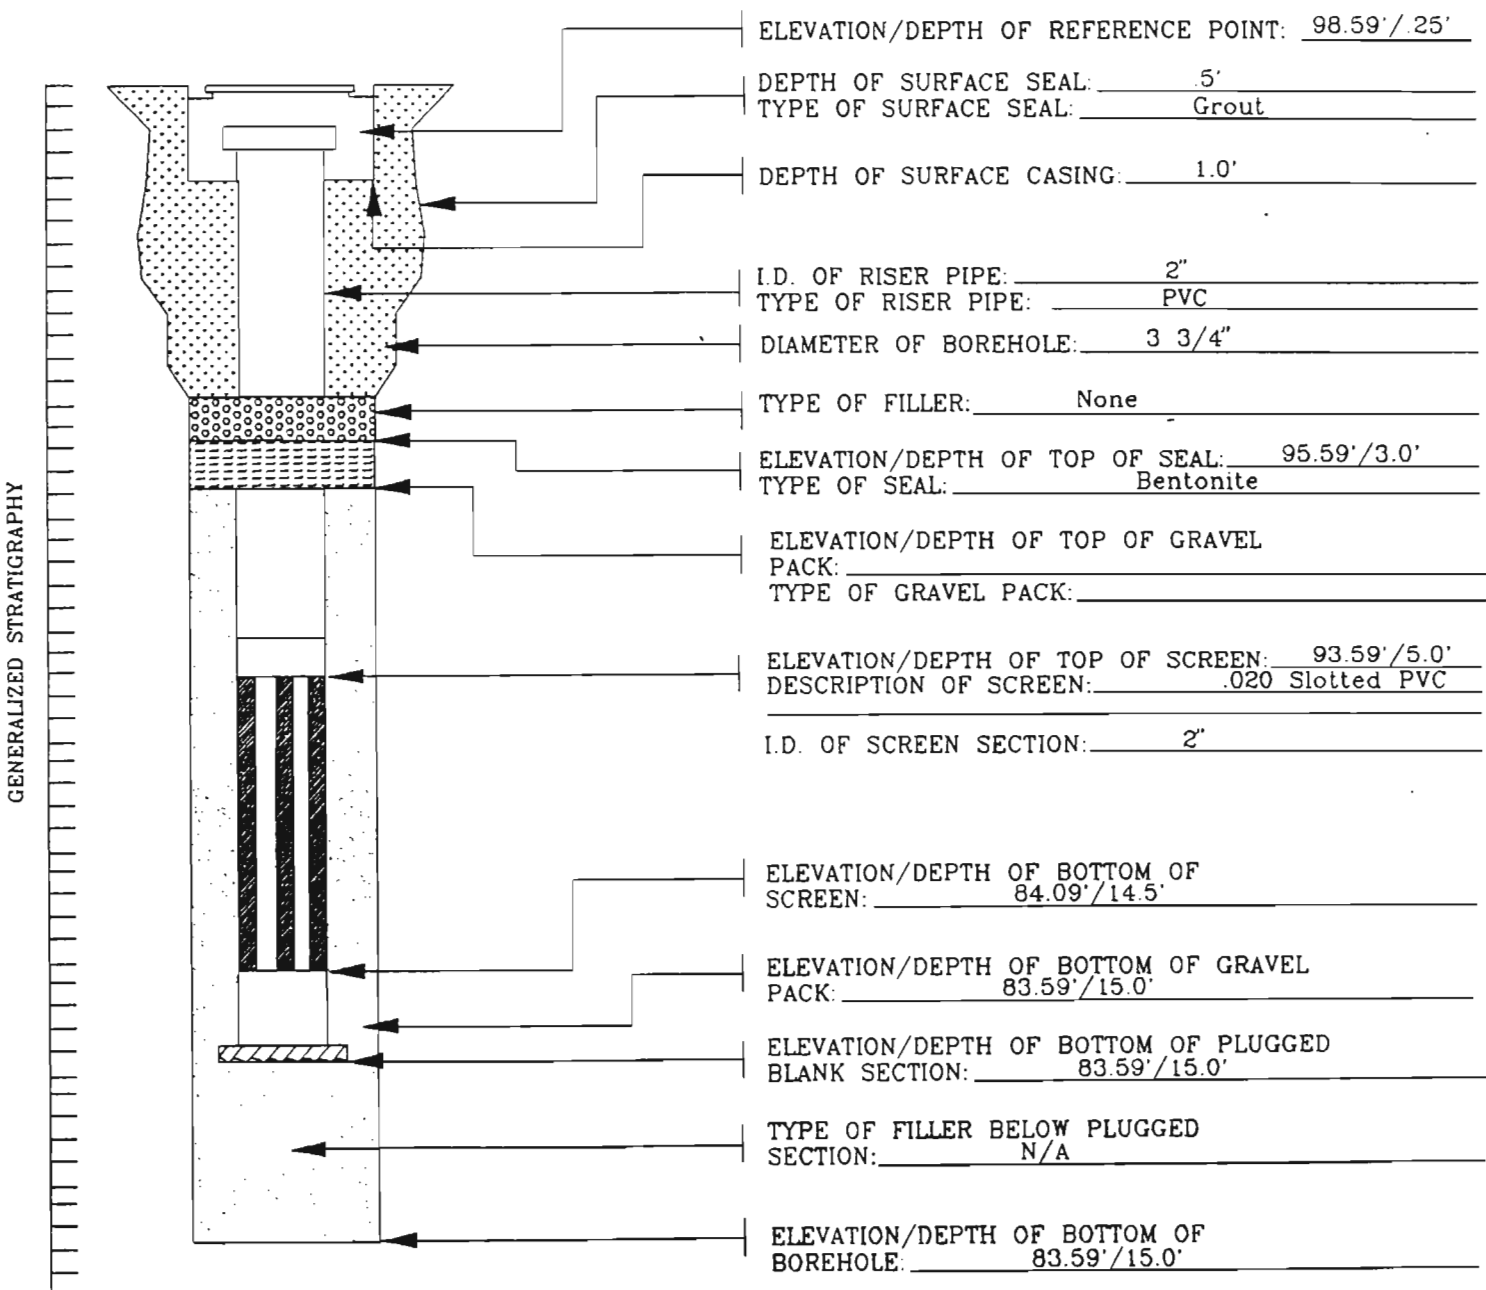 ELEVATION/DEPTH OF REFERENCE POINT: 98.59'/.25'
DEPTH OF SURFACE SEAL: .5'
TYPE OF SURFACE SEAL: Grout
DEPTH OF SURFACE CASING: 1.0'
I.D. OF RISER PIPE: 2"
TYPE OF RISER PIPE: PVC
DIAMETER OF BOREHOLE: 3 3/4"
TYPE OF FILLER: None
ELEVATION/DEPTH OF TOP OF SEAL: 95.59'/3.0'
TYPE OF SEAL: Bentonite
ELEVATION/DEPTH OF TOP OF GRAVEL
PACK:
TYPE OF GRAVEL PACK:
GENERALIZED STRATIGRAPHY
ELEVATION/DEPTH OF TOP OF SCREEN: 93.59'/5.0'
DESCRIPTION OF SCREEN: .020 Slotted PVC
I.D. OF SCREEN SECTION: 2"
ELEVATION/DEPTH OF BOTTOM OF
SCREEN: 84.09'/14.5'
ELEVATION/DEPTH OF BOTTOM OF GRAVEL
PACK: 83.59'/15.0'
ELEVATION/DEPTH OF BOTTOM OF PLUGGED
BLANK SECTION: 83.59'/15.0'
TYPE OF FILLER BELOW PLUGGED
SECTION: N/A
ELEVATION/DEPTH OF BOTTOM OF
BOREHOLE: 83.59'/15.0'